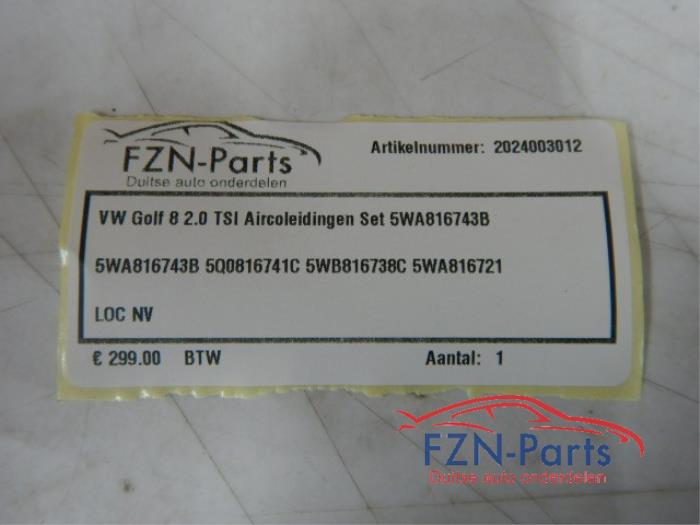 FZN-Parts
Duitse auto onderdelen
Artikelnummer: 2024003012
VW Golf 8 2.0 TSI Aircoleidingen Set 5WA816743B
5WA816743B 5Q0816741C 5WB816738C 5WA816721
LOC NV
€ 299.00 BTW
Aantal: 1
FZN-Parts
Duitse auto onderdelen